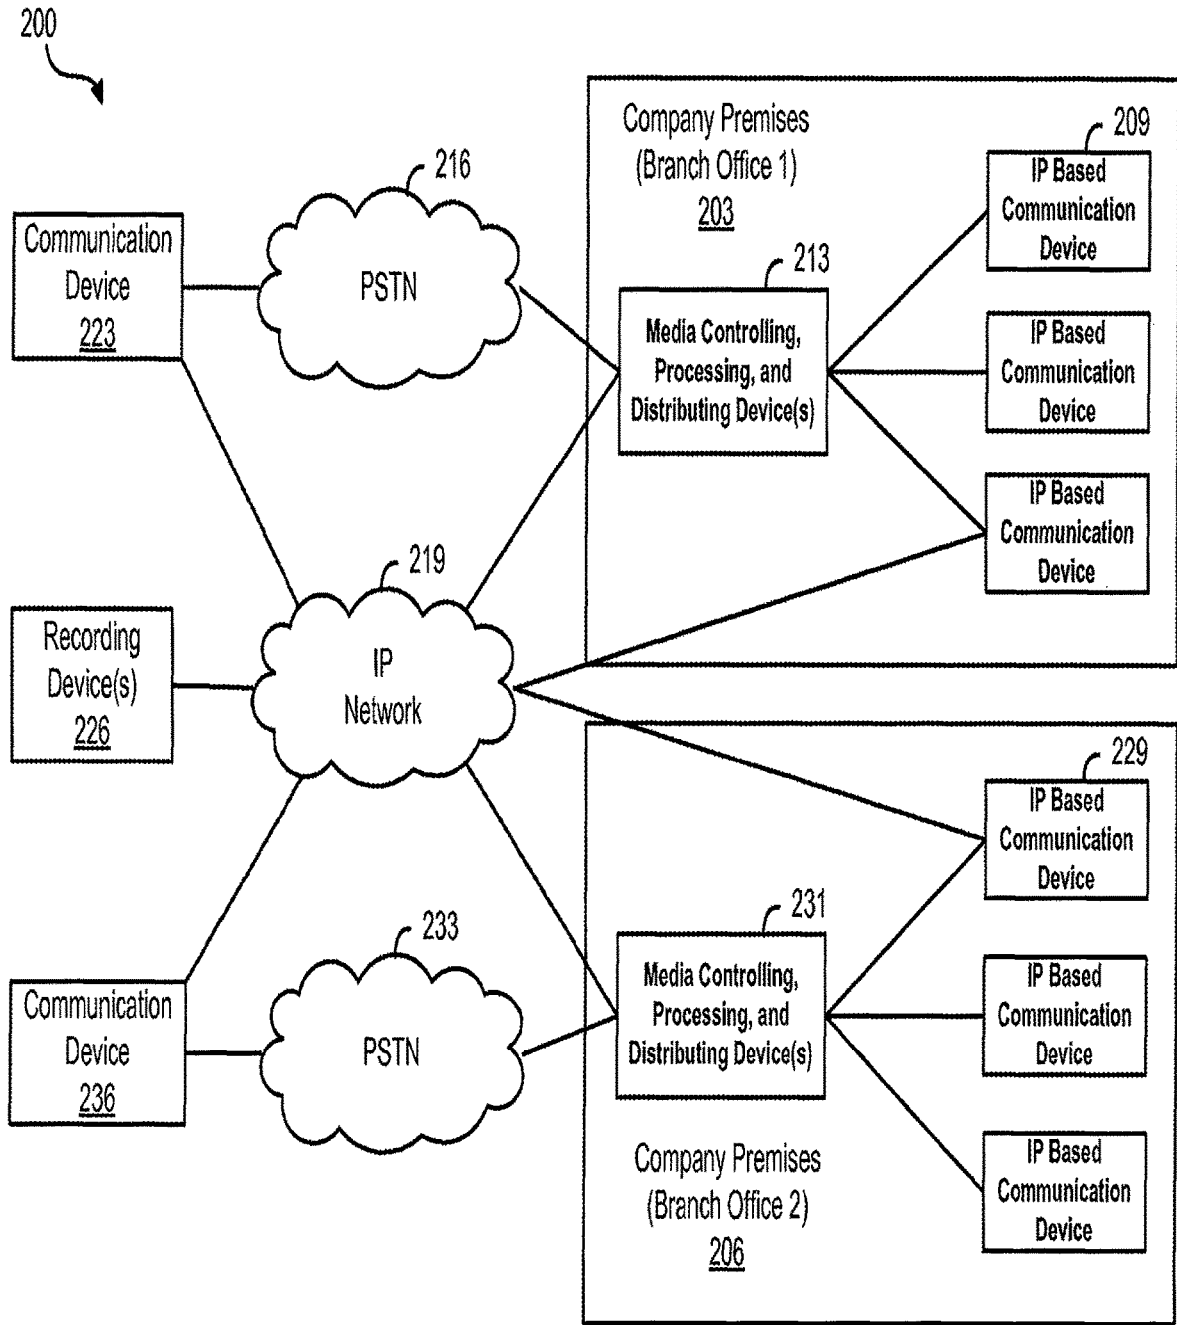 200
Company Premises
(Branch Office 1)
203
209
IP Based
Communication
Device
216
PSTN
Communication
Device
223
213
Media Controlling,
Processing, and
Distributing Device(s)
IP Based
Communication
Device
IP Based
Communication
Device
219
IP
Network
Recording
Device(s)
226
229
IP Based
Communication
Device
231
Media Controlling,
Processing, and
Distributing Device(s)
233
PSTN
Communication
Device
236
IP Based
Communication
Device
IP Based
Communication
Device
Company Premises
(Branch Office 2)
206